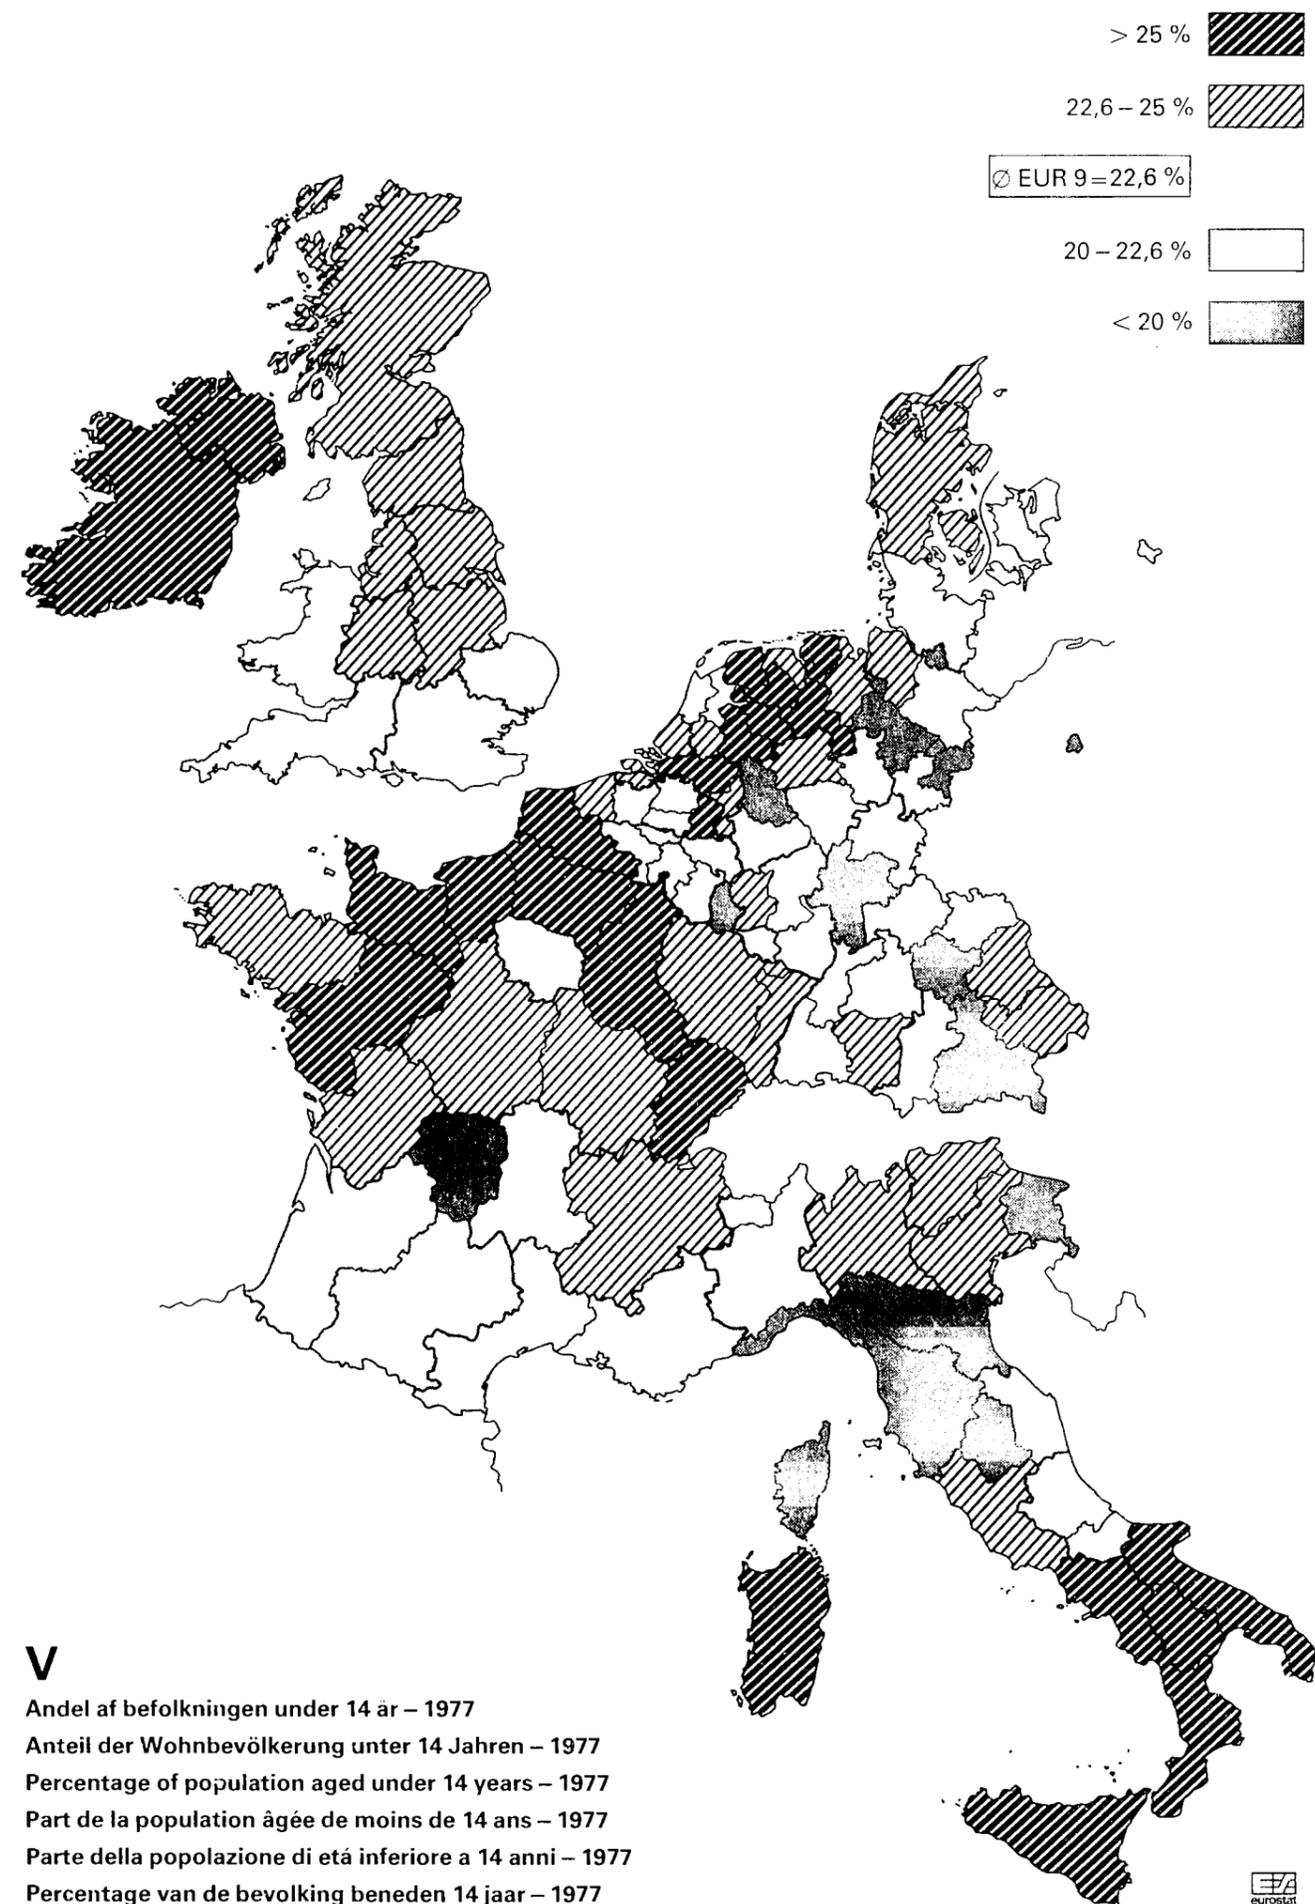 > 25 %
22,6 – 25 %
∅ EUR 9=22,6 %
20 – 22,6 %
< 20 %
V
Andel af befolkningen under 14 år – 1977
Anteil der Wohnbevölkerung unter 14 Jahren – 1977
Percentage of population aged under 14 years – 1977
Part de la population âgée de moins de 14 ans – 1977
Parte della popolazione di etá inferiore a 14 anni – 1977
Percentage van de bevolking beneden 14 jaar – 1977
eurostat